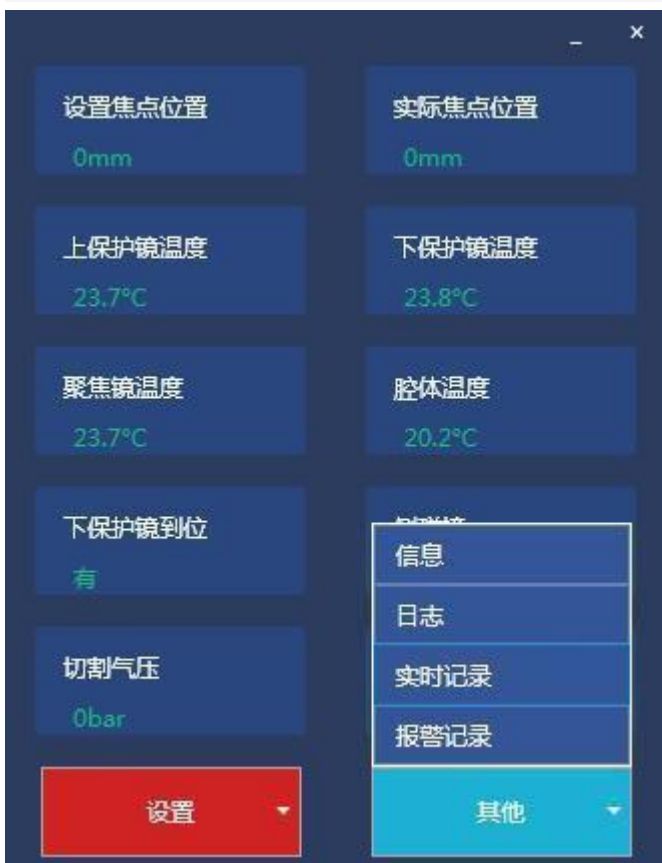 设置焦点位置
0mm
实际焦点位置
0mm
上保护镜温度
23.7°C
下保护镜温度
23.8°C
聚焦镜温度
23.7°C
腔体温度
20.2°C
下保护镜到位
有
切割气压
0bar
信息
日志
实时记录
报警记录
设置
其他